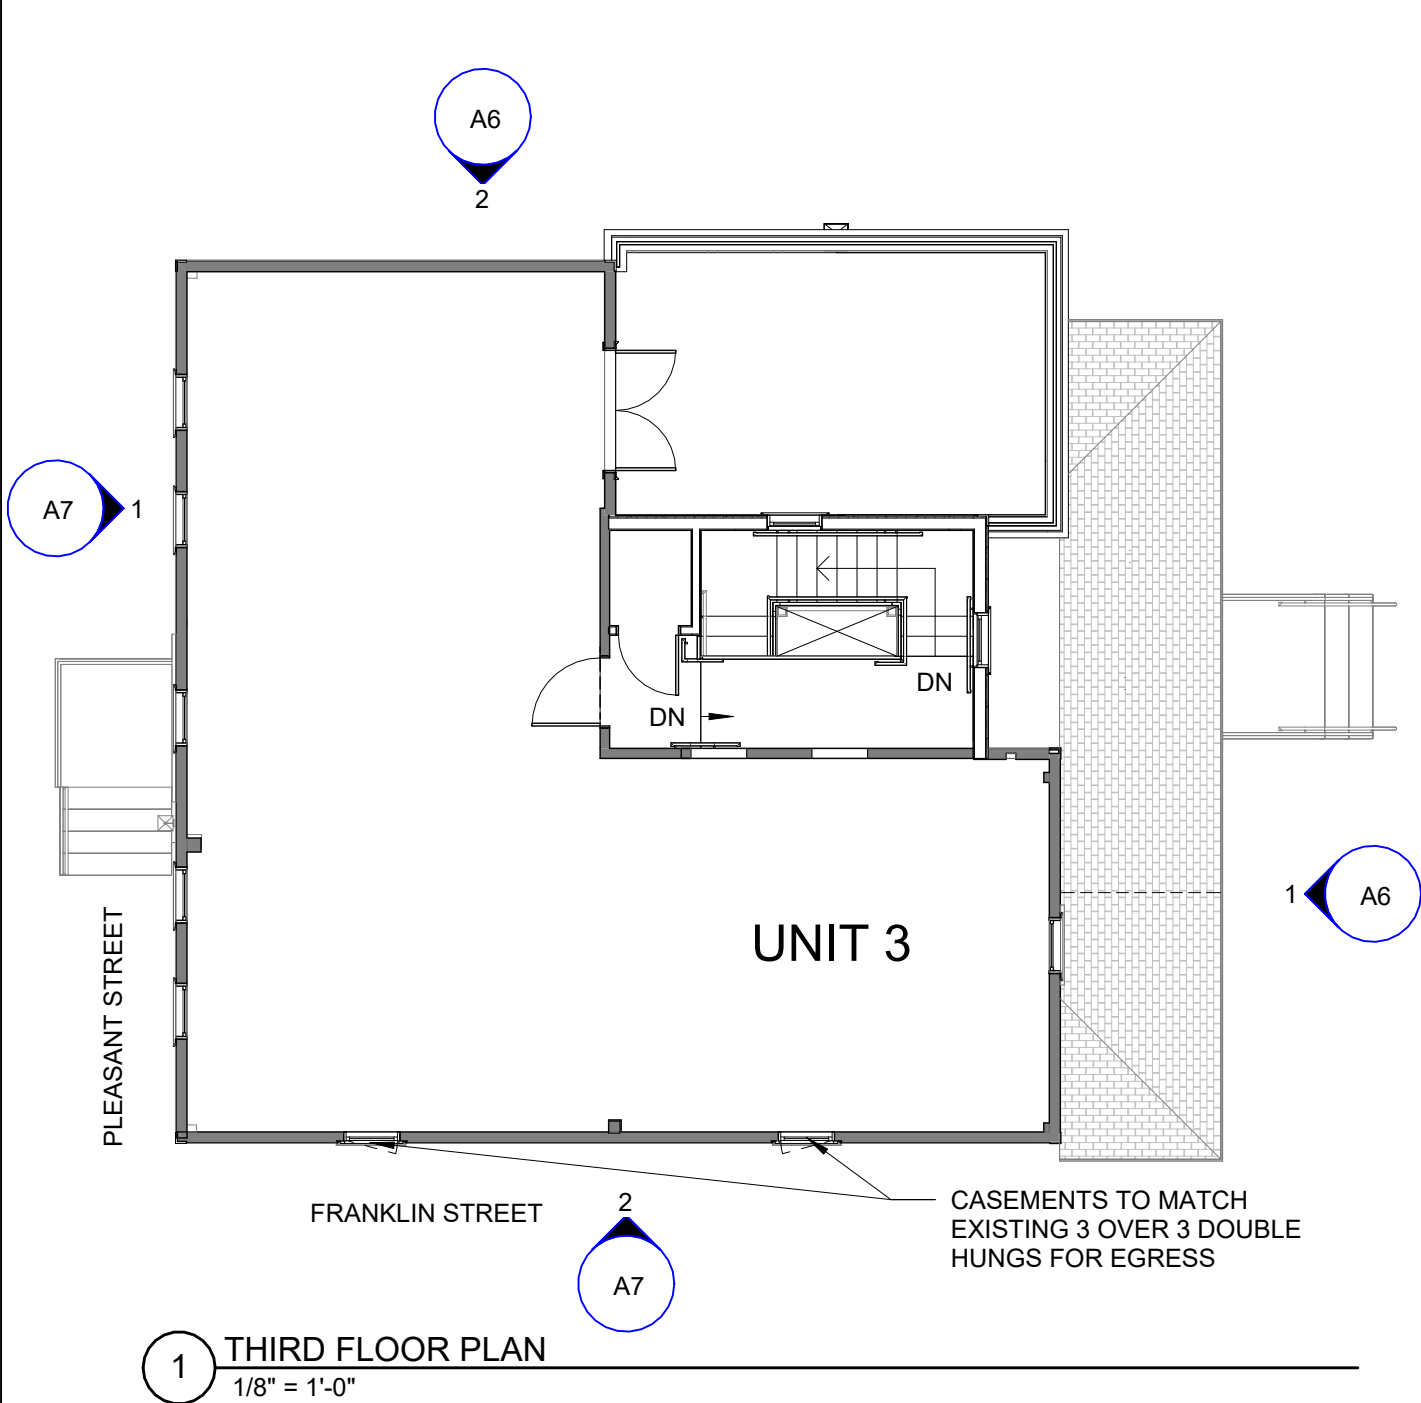 A6
2
A7
1
DN
DN
UNIT 3
1
A6
PLEASANT STREET
FRANKLIN STREET
2
A7
CASEMENTS TO MATCH
EXISTING 3 OVER 3 DOUBLE
HUNGS FOR EGRESS
1
THIRD FLOOR PLAN
1/8" = 1'-0"